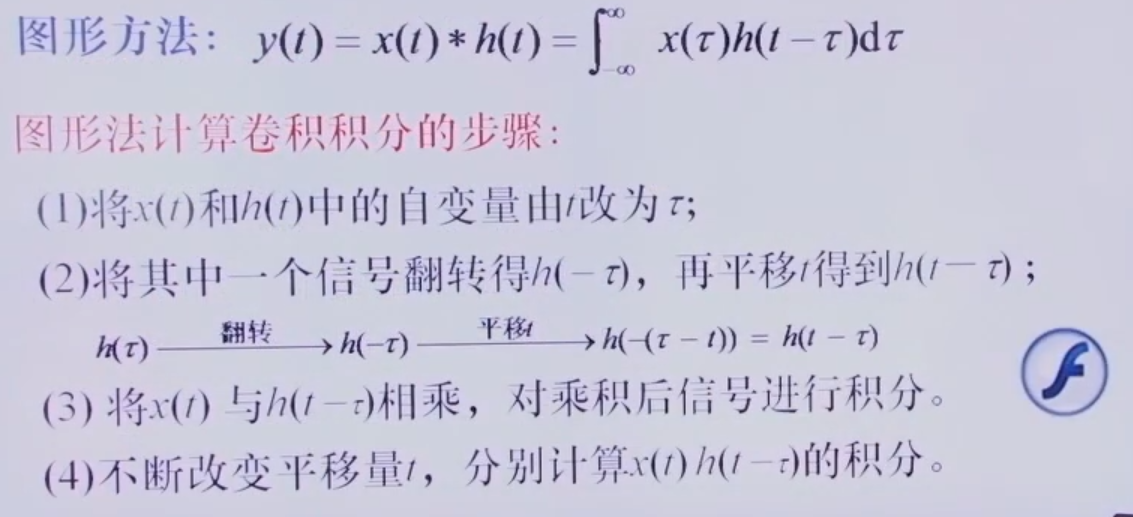 图形方法: y(t) = x(t) * h(t) = ∫_{-∞}^{∞} x(τ)h(t − τ)dτ
图形法计算卷积积分的步骤:
(1)将x(t)和h(t)中的自变量由t改为τ;
(2)将其中一个信号翻转得h(− τ), 再平移t得到h(t − τ) ;
h(τ) 翻转→ h(−τ) 平移t→ h(−(τ − t)) = h(t − τ)
(3) 将x(t) 与h(t − τ)相乘, 对乘积后信号进行积分。
(4)不断改变平移量t, 分别计算x(t) h(t − τ)的积分。